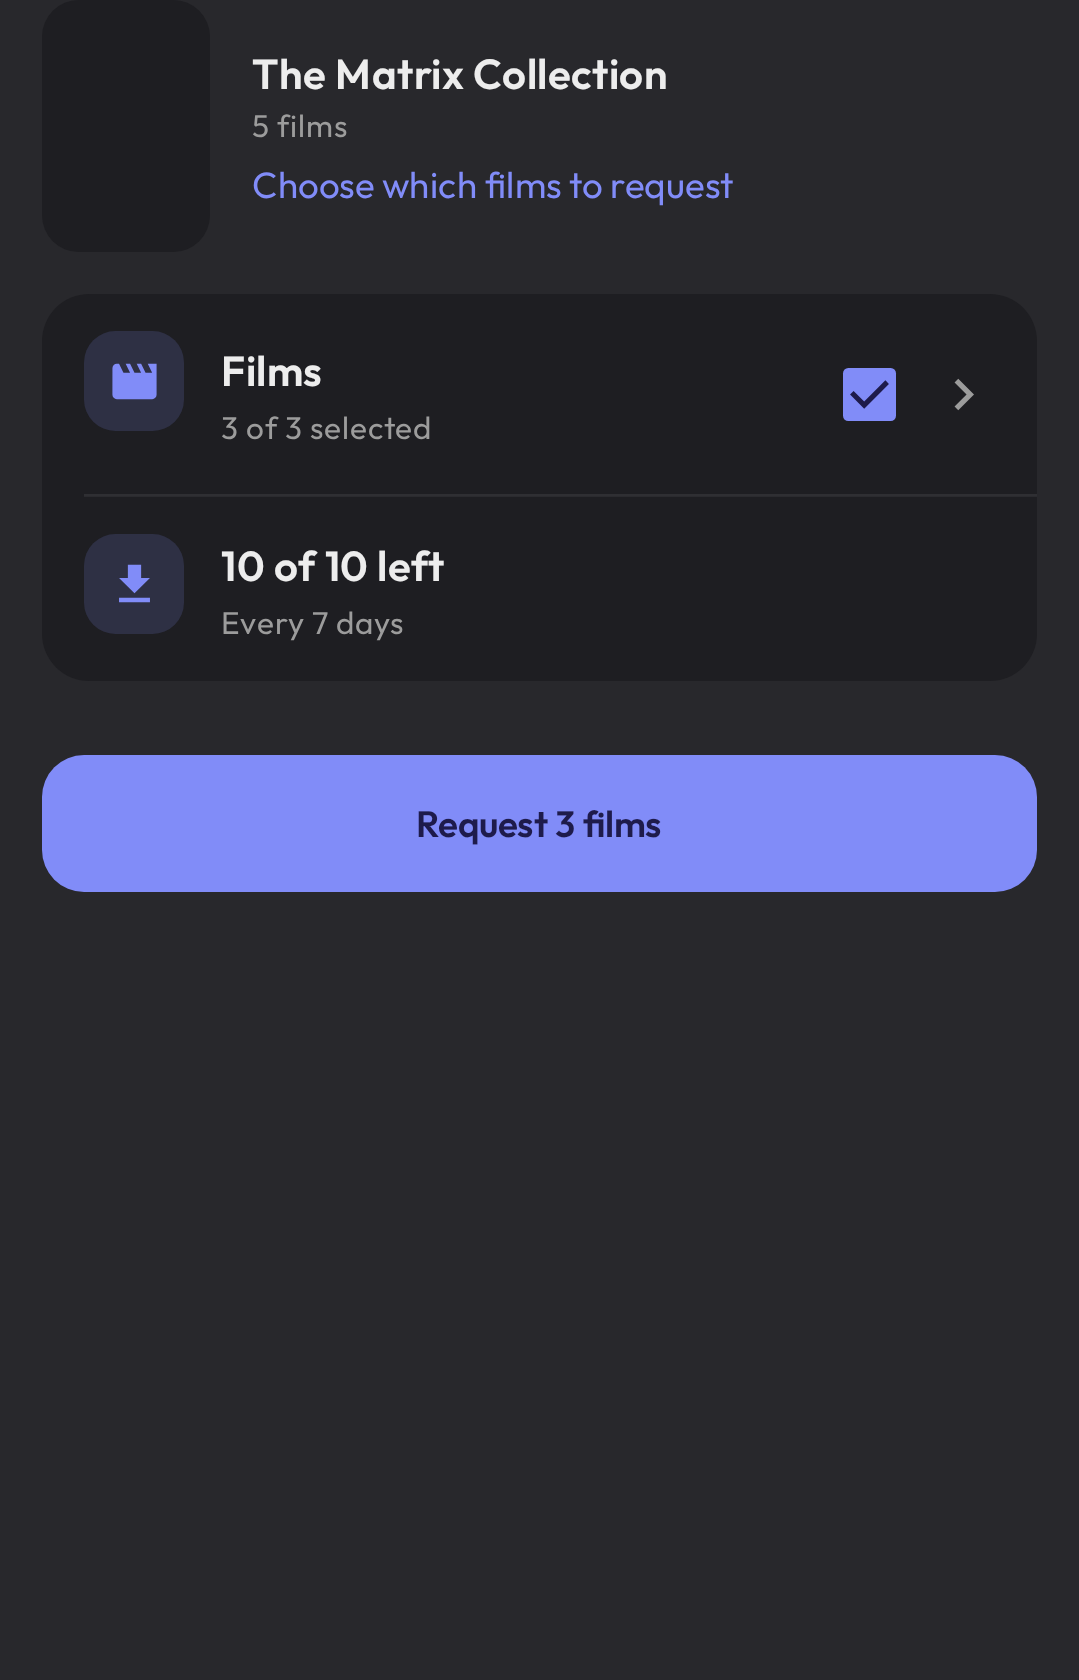 The Matrix Collection
5 films
Choose which films to request
Films
3 of 3 selected
10 of 10 left
Every 7 days
Request 3 films